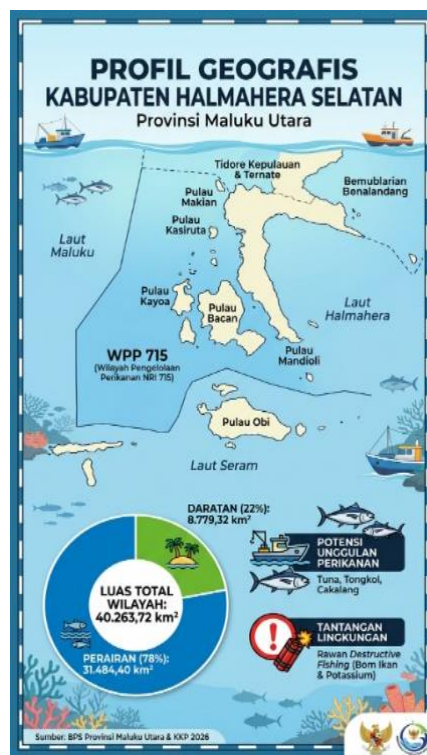 PROFIL GEOGRAFIS
KABUPATEN HALMAHERA SELATAN
Provinsi Maluku Utara
Tidore Kepulauan
& Ternate
Bemublarian
Benalandang
Pulau
Makian
Pulau
Kasiruta
Laut
Maluku
Pulau
Kayoa
Pulau
Bacan
Laut
Halmahera
WPP 715
(Wilayah Pengelolaan
Perikanan NRI 715)
Pulau
Mandioli
Pulau Obi
Laut Seram
DARATAN (22%):
8.779,32 km²
LUAS TOTAL
WILAYAH:
40.263,72 km²
PERAIRAN (78%):
31.484,40 km²
POTENSI
UNGGULAN
PERIKANAN
Tuna, Tongkol,
Cakalang
TANTANGAN
LINGKUNGAN
Rawan Destructive
Fishing (Bom Ikan
& Potassium)
Sumber: BPS Provinsi Maluku Utara & KKP 2026